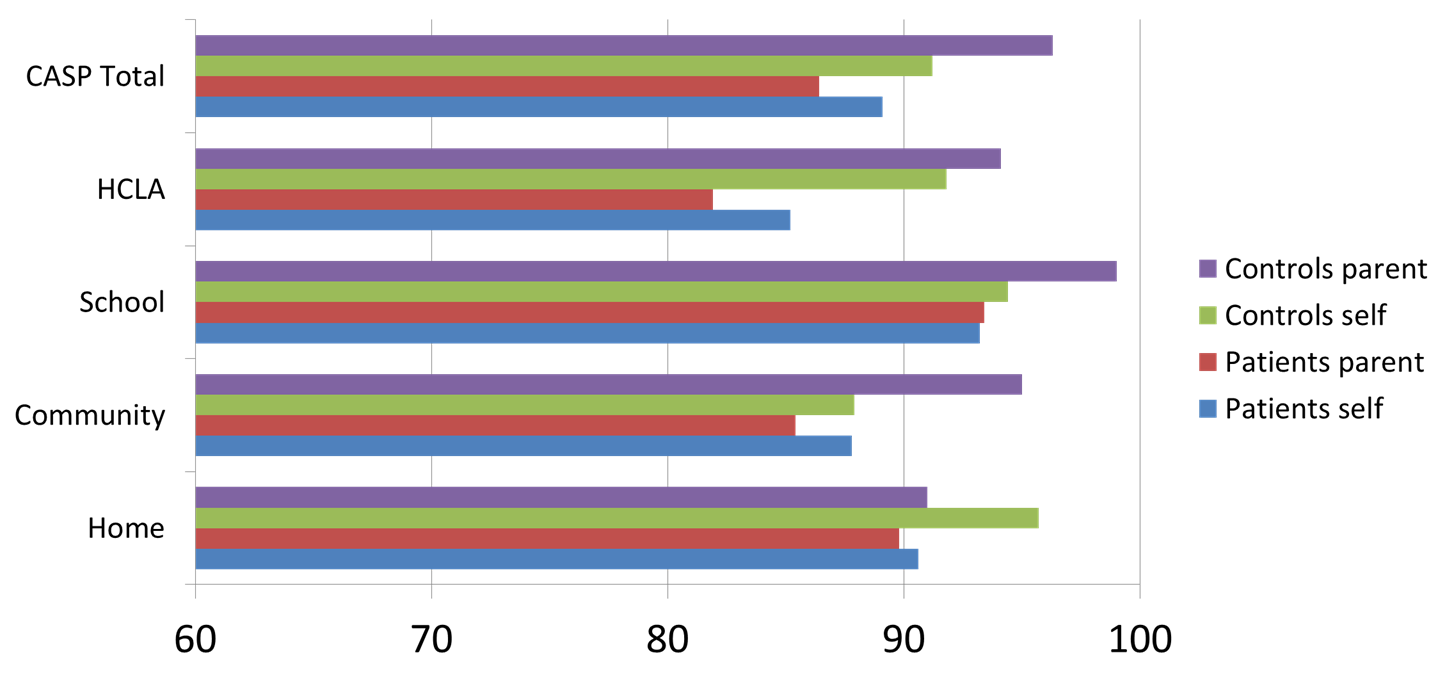 CASP Total
HCLA
School
Community
Home
60 70 80 90 100
Controls parent
Controls self
Patients parent
Patients self